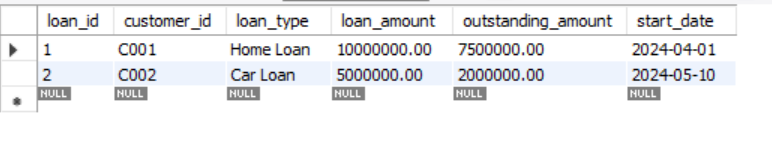 loan_id customer_id loan_type loan_amount outstanding_amount start_date
1 C001 Home Loan 10000000.00 7500000.00 2024-04-01
2 C002 Car Loan 5000000.00 2000000.00 2024-05-10
NULL NULL NULL NULL NULL NULL